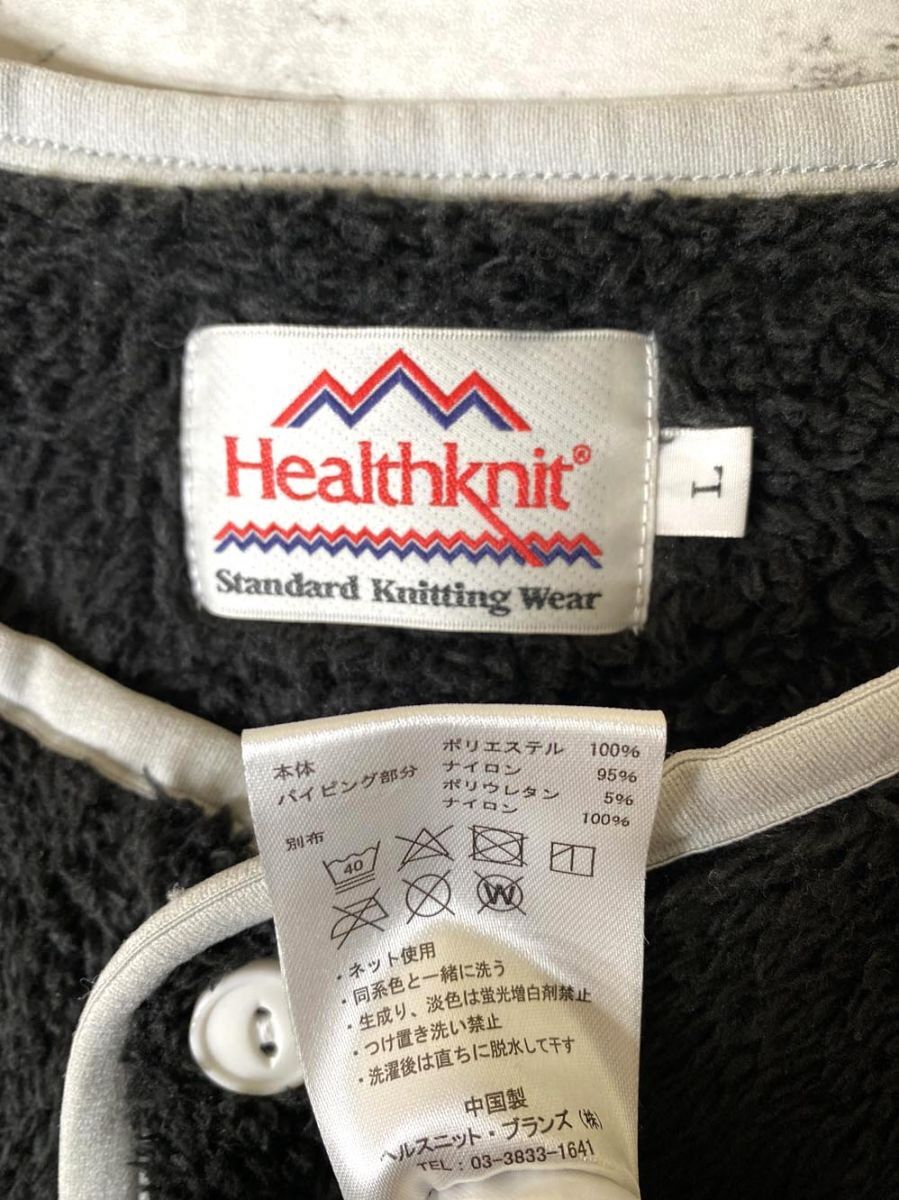 Healthknit®
Standard Knitting Wear
L
本体 ポリエステル 100%
パイピング部分 ナイロン 95%
ポリウレタン 5%
別布 ナイロン 100%
40
W
・ネット使用
・同系色と一緒に洗う
・生成り、淡色は蛍光増白剤禁止
・つけ置き洗い禁止
・洗濯後は直ちに脱水して干す
中国製
ヘルスニット・ブランズ(株)
TEL: 03-3833-1641